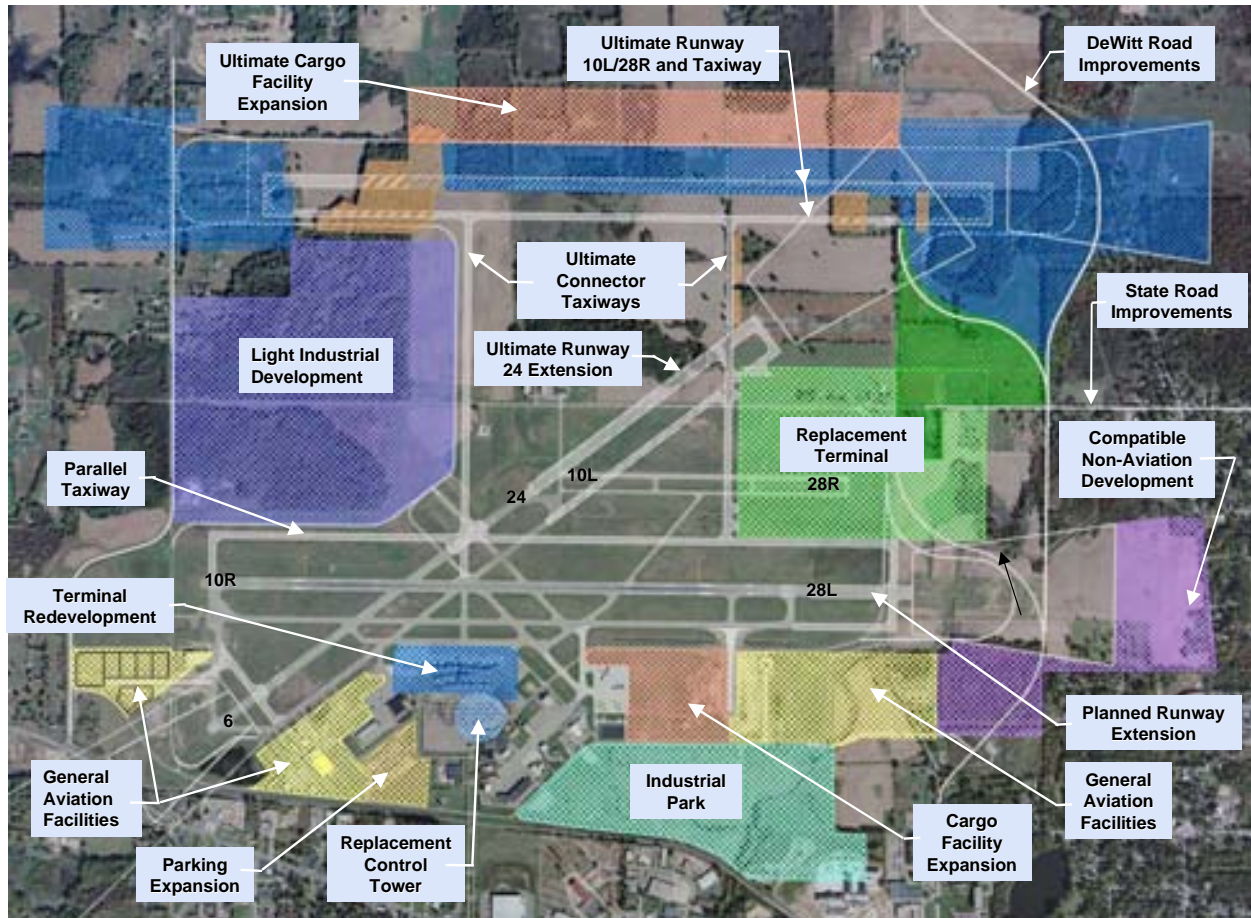 Ultimate Cargo
Facility
Expansion
Ultimate Runway
10L/28R and Taxiway
DeWitt Road
Improvements
Ultimate
Connector
Taxiways
State Road
Improvements
Light Industrial
Development
Ultimate Runway
24 Extension
Replacement
Terminal
Compatible
Non-Aviation
Development
Parallel
Taxiway
10L
28R
24
10R
28L
Terminal
Redevelopment
6
Planned Runway
Extension
General
Aviation
Facilities
Industrial
Park
General
Aviation
Facilities
Parking
Expansion
Replacement
Control
Tower
Cargo
Facility
Expansion